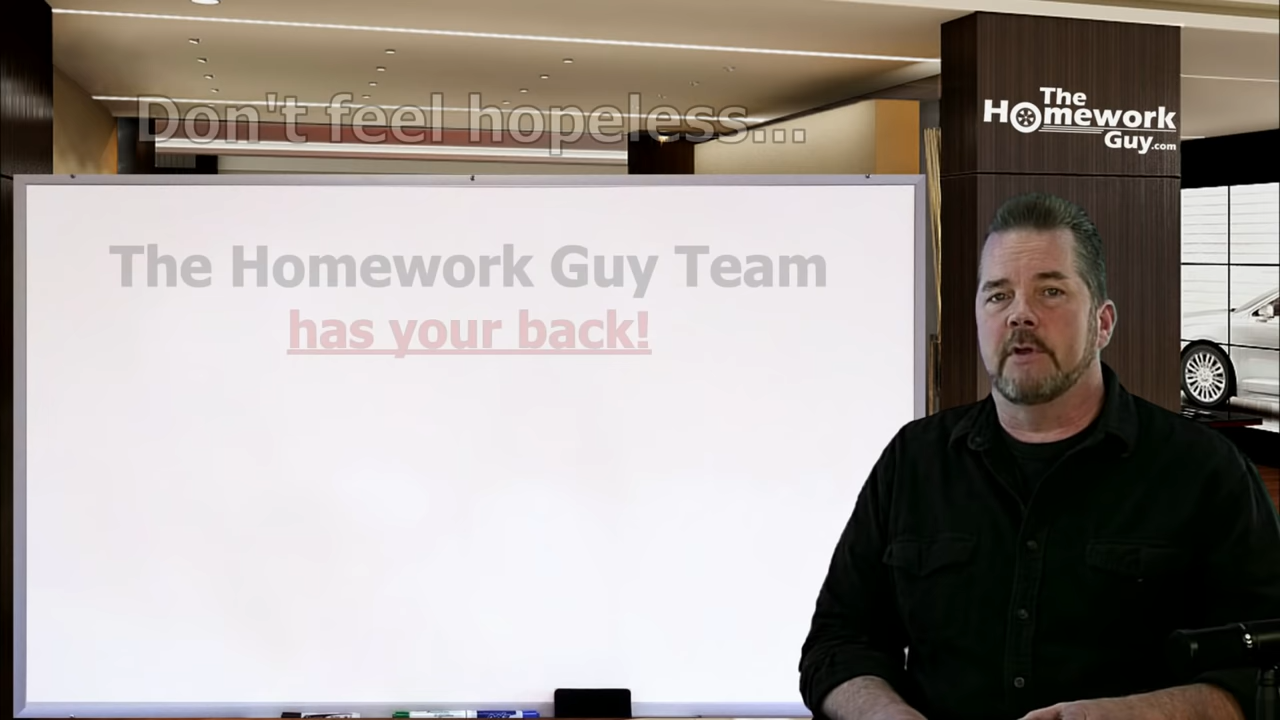 Don't feel hopeless...
The Homework Guy Team
has your back!
The
Homework
Guy.com